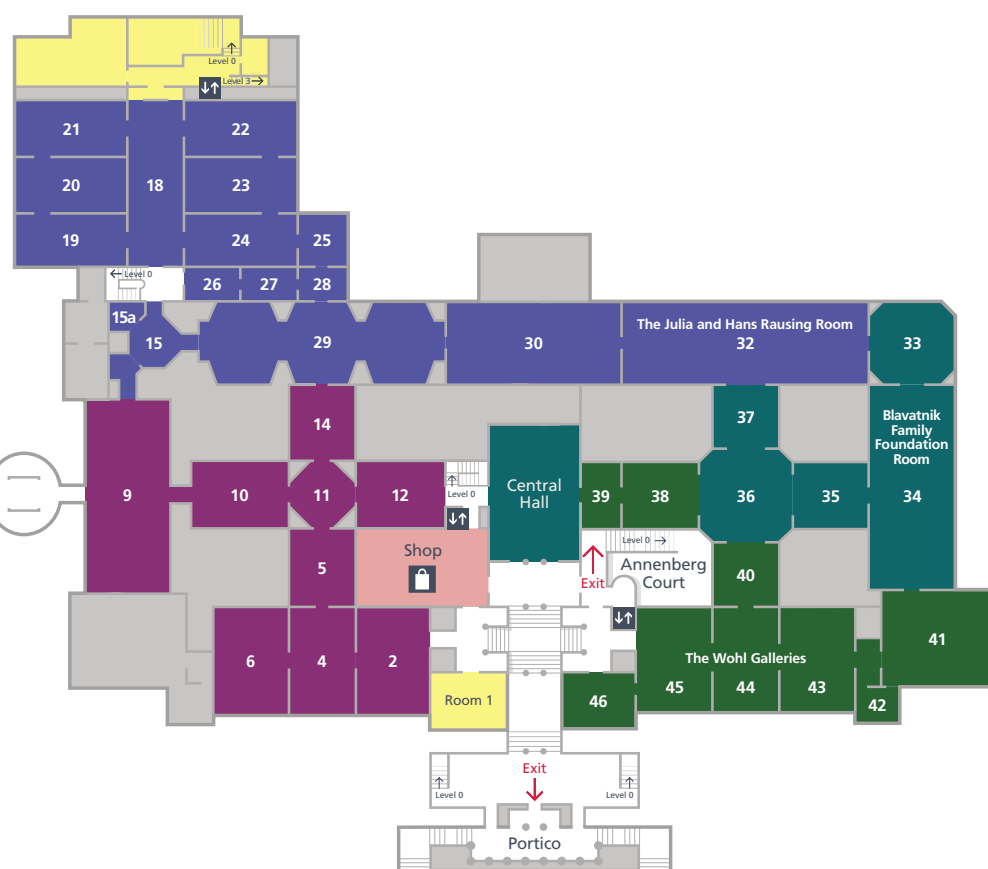 Level 0
Level 3
21
22
20
18
23
19
24
25
Level 0
26
27
28
15a
15
29
30
The Julia and Hans Rausing Room
32
33
14
37
Blavatnik
Family
Foundation
Room
9
10
11
12
Level 0
Central
Hall
39
38
36
35
34
Shop
5
Exit
Level 0
Annenberg
Court
40
6
4
2
Room 1
46
The Wohl Galleries
45
44
43
42
41
Exit
Level 0
Level 0
Portico